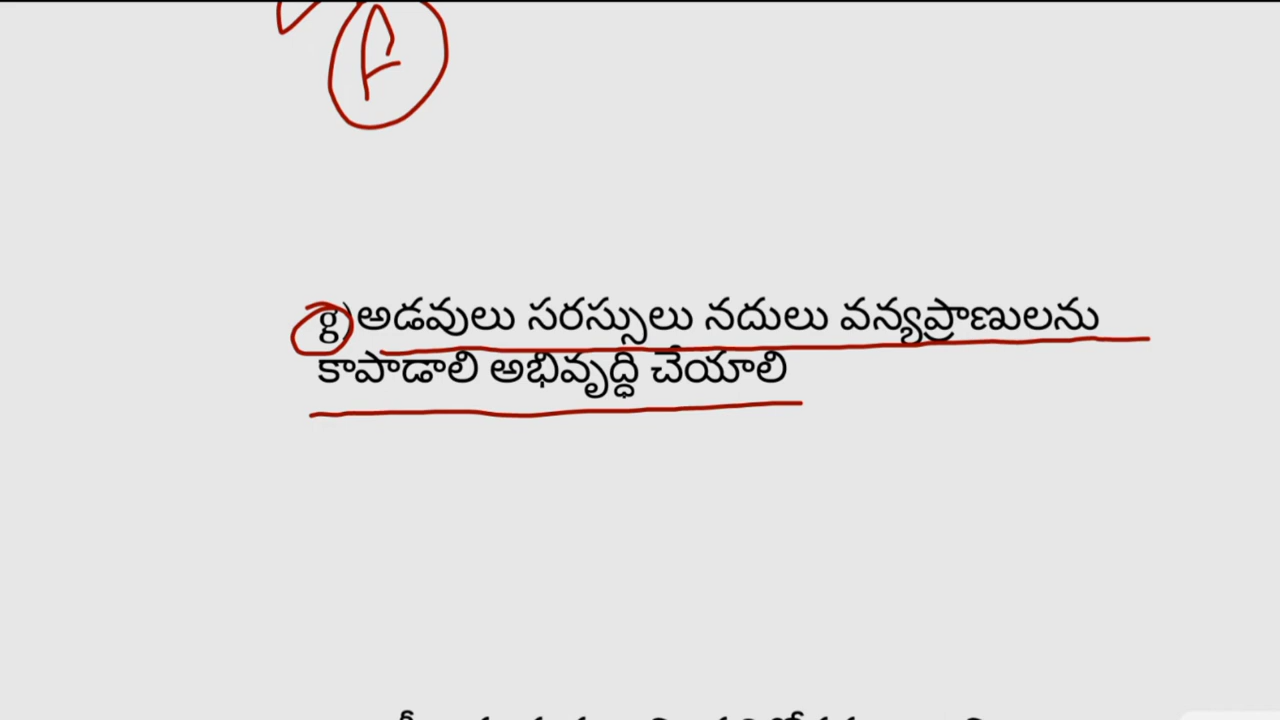 F
g)అడవులు సరస్సులు నదులు వన్యప్రాణులను
కాపాడాలి అభివృద్ధి చేయాలి